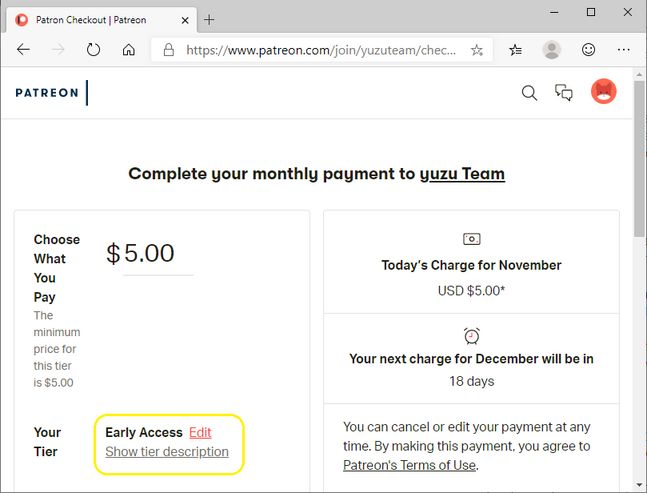 Patron Checkout | Patreon
https://www.patreon.com/join/yuzuteam/chec...
PATREON
Complete your monthly payment to yuzu Team
Choose
What
You
Pay
The
minimum
price for
this tier
is $5.00
$5.00
Your
Tier
Early Access Edit
Show tier description
Today's Charge for November
USD $5.00*
Your next charge for December will be in
18 days
You can cancel or edit your payment at any
time. By making this payment, you agree to
Patreon's Terms of Use.